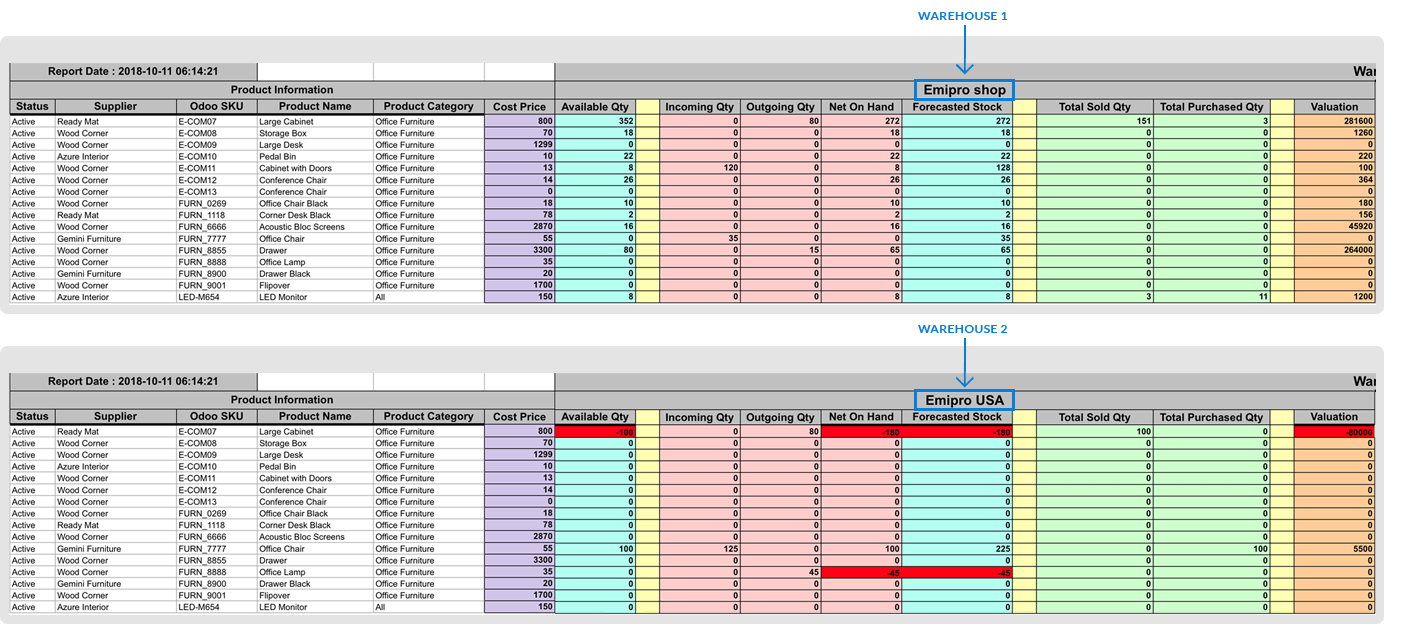 WAREHOUSE 1
Report Date : 2018-10-11 06:14:21 War
Product Information Emipro shop
Status Supplier Odoo SKU Product Name Product Category Cost Price Available Qty Incoming Qty Outgoing Qty Net On Hand Forecasted Stock Total Sold Qty Total Purchased Qty Valuation
Active Ready Mat E-COM07 Large Cabinet Office Furniture 800 352 0 80 272 272 151 3 281600
Active Wood Corner E-COM08 Storage Box Office Furniture 70 18 0 0 18 18 0 0 1260
Active Wood Corner E-COM09 Large Desk Office Furniture 1299 0 0 0 0 0 0 0 0
Active Azure Interior E-COM10 Pedal Bin Office Furniture 10 22 0 0 22 22 0 0 220
Active Wood Corner E-COM11 Cabinet with Doors Office Furniture 13 8 120 0 8 128 0 0 100
Active Wood Corner E-COM12 Conference Chair Office Furniture 14 26 0 0 26 26 0 0 364
Active Wood Corner E-COM13 Conference Chair Office Furniture 0 0 0 0 0 0 0 0 0
Active Wood Corner FURN_0269 Office Chair Black Office Furniture 18 10 0 0 10 10 0 0 180
Active Ready Mat FURN_1118 Corner Desk Black Office Furniture 78 2 0 0 2 2 0 0 156
Active Wood Corner FURN_6666 Acoustic Bloc Screens Office Furniture 2870 16 0 0 16 16 0 0 45920
Active Gemini Furniture FURN_7777 Office Chair Office Furniture 55 0 35 0 0 35 0 0 0
Active Wood Corner FURN_8855 Drawer Office Furniture 3300 80 0 15 65 65 0 0 264000
Active Wood Corner FURN_8888 Office Lamp Office Furniture 35 0 0 0 0 0 0 0 0
Active Gemini Furniture FURN_8900 Drawer Black Office Furniture 20 0 0 0 0 0 0 0 0
Active Wood Corner FURN_9001 Flipover Office Furniture 1700 0 0 0 0 0 0 0 0
Active Azure Interior LED-M654 LED Monitor All 150 8 0 0 8 8 3 11 1200
WAREHOUSE 2
Report Date : 2018-10-11 06:14:21 War
Product Information Emipro USA
Status Supplier Odoo SKU Product Name Product Category Cost Price Available Qty Incoming Qty Outgoing Qty Net On Hand Forecasted Stock Total Sold Qty Total Purchased Qty Valuation
Active Ready Mat E-COM07 Large Cabinet Office Furniture 800 -100 0 80 -180 -180 100 0 -80000
Active Wood Corner E-COM08 Storage Box Office Furniture 70 0 0 0 0 0 0 0 0
Active Wood Corner E-COM09 Large Desk Office Furniture 1299 0 0 0 0 0 0 0 0
Active Azure Interior E-COM10 Pedal Bin Office Furniture 10 0 0 0 0 0 0 0 0
Active Wood Corner E-COM11 Cabinet with Doors Office Furniture 13 0 0 0 0 0 0 0 0
Active Wood Corner E-COM12 Conference Chair Office Furniture 14 0 0 0 0 0 0 0 0
Active Wood Corner E-COM13 Conference Chair Office Furniture 0 0 0 0 0 0 0 0 0
Active Wood Corner FURN_0269 Office Chair Black Office Furniture 18 0 0 0 0 0 0 0 0
Active Ready Mat FURN_1118 Corner Desk Black Office Furniture 78 0 0 0 0 0 0 0 0
Active Wood Corner FURN_6666 Acoustic Bloc Screens Office Furniture 2870 0 0 0 0 0 0 0 0
Active Gemini Furniture FURN_7777 Office Chair Office Furniture 55 100 125 0 100 225 0 100 5500
Active Wood Corner FURN_8855 Drawer Office Furniture 3300 0 0 0 0 0 0 0 0
Active Wood Corner FURN_8888 Office Lamp Office Furniture 35 0 0 45 -45 -45 0 0 0
Active Gemini Furniture FURN_8900 Drawer Black Office Furniture 20 0 0 0 0 0 0 0 0
Active Wood Corner FURN_9001 Flipover Office Furniture 1700 0 0 0 0 0 0 0 0
Active Azure Interior LED-M654 LED Monitor All 150 0 0 0 0 0 0 0 0